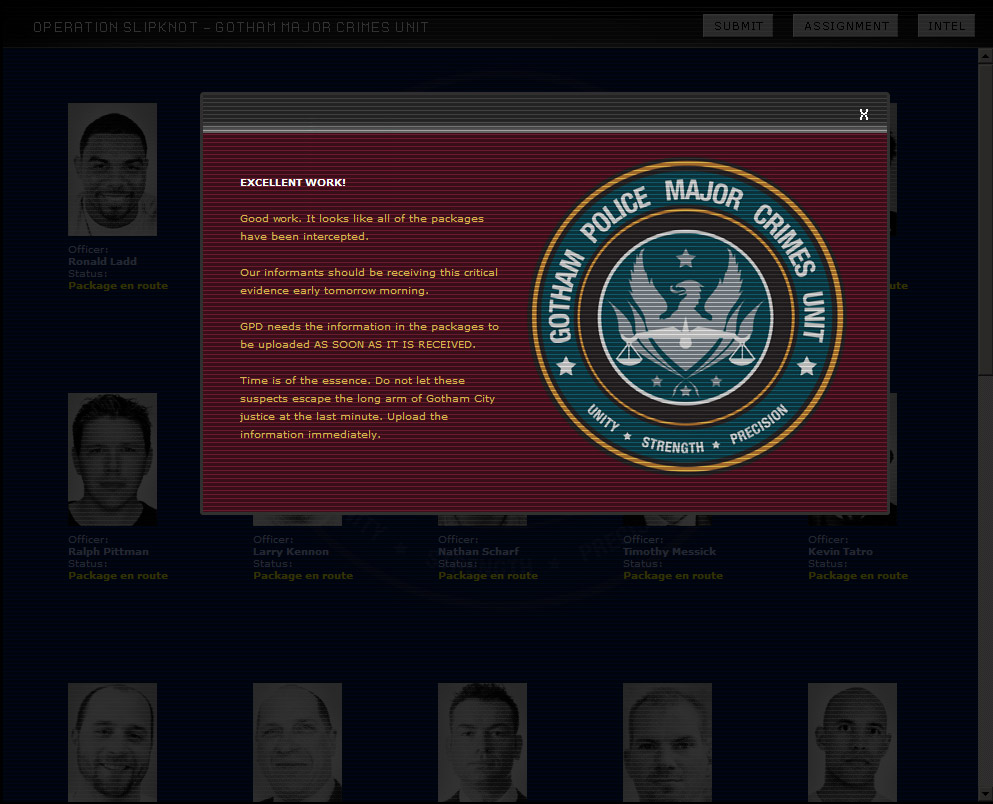 OPERATION SLIPKNOT - GOTHAM MAJOR CRIMES UNIT
SUBMIT
ASSIGNMENT
INTEL
X
EXCELLENT WORK!
Good work. It looks like all of the packages
have been intercepted.
Our informants should be receiving this critical
evidence early tomorrow morning.
GPD needs the information in the packages to
be uploaded AS SOON AS IT IS RECEIVED.
Time is of the essence. Do not let these
suspects escape the long arm of Gotham City
justice at the last minute. Upload the
information immediately.
GOTHAM POLICE MAJOR CRIMES UNIT
UNITY ★ STRENGTH ★ PRECISION
Officer:
Ronald Ladd
Status:
Package en route
Officer:
Ralph Pittman
Status:
Package en route
Officer:
Larry Kennon
Status:
Package en route
Officer:
Nathan Scharf
Status:
Package en route
Officer:
Timothy Messick
Status:
Package en route
Officer:
Kevin Tatro
Status:
Package en route